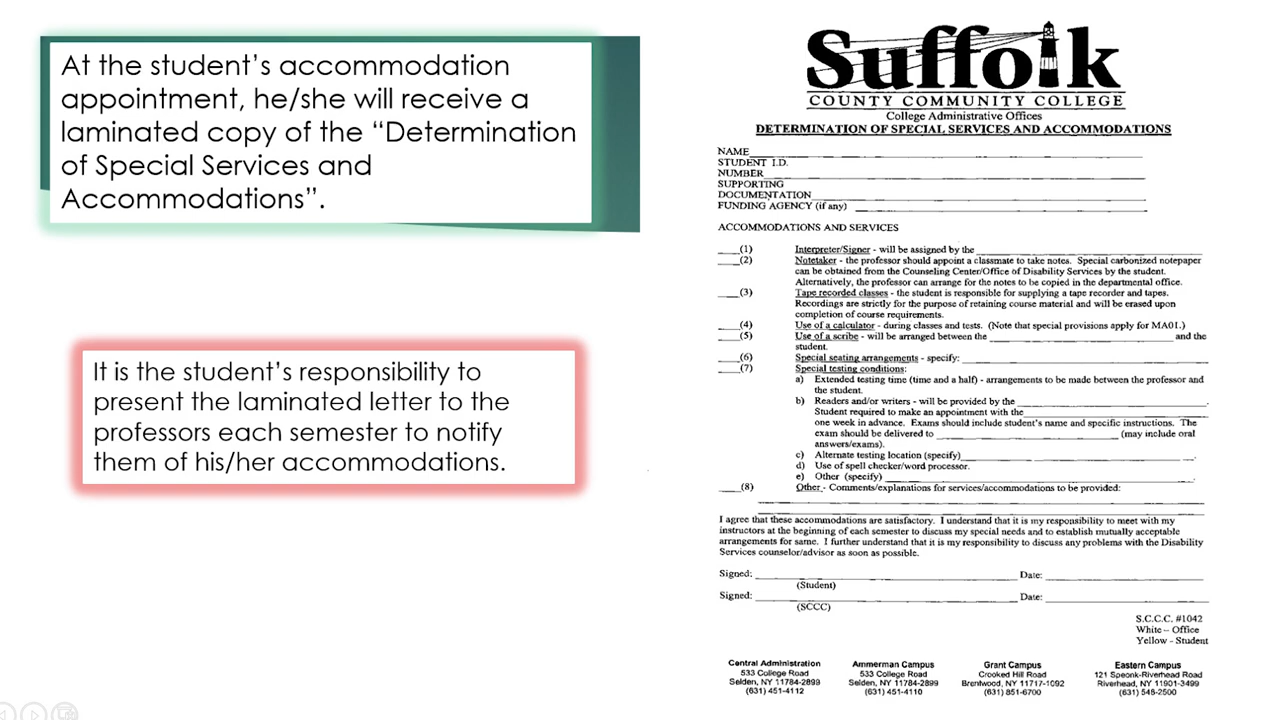 At the student’s accommodation
appointment, he/she will receive a
laminated copy of the “Determination
of Special Services and
Accommodations”.
It is the student’s responsibility to
present the laminated letter to the
professors each semester to notify
them of his/her accommodations.
Suffolk
COUNTY COMMUNITY COLLEGE
College Administrative Offices
DETERMINATION OF SPECIAL SERVICES AND ACCOMMODATIONS
NAME
STUDENT I.D.
NUMBER
SUPPORTING
DOCUMENTATION
FUNDING AGENCY (if any)
ACCOMMODATIONS AND SERVICES
(1) Interpreter/Signer - will be assigned by the
(2) Notetaker - the professor should appoint a classmate to take notes. Special carbonized notepaper
can be obtained from the Counseling Center/Office of Disability Services by the student.
Alternatively, the professor can arrange for the notes to be copied in the departmental office.
(3) Tape recorded classes - the student is responsible for supplying a tape recorder and tapes.
Recordings are strictly for the purpose of retaining course material and will be erased upon
completion of course requirements.
(4) Use of a calculator - during classes and tests. (Note that special provisions apply for MA01.)
(5) Use of a scribe - will be arranged between the and the
student.
(6) Special seating arrangements - specify:
(7) Special testing conditions:
a) Extended testing time (time and a half) - arrangements to be made between the professor and
the student.
b) Readers and/or writers - will be provided by the .
Student required to make an appointment with the
one week in advance. Exams should include student’s name and specific instructions. The
exam should be delivered to (may include oral
answers/exams).
c) Alternate testing location (specify) .
d) Use of spell checker/word processor.
e) Other (specify) .
(8) Other - Comments/explanations for services/accommodations to be provided:
I agree that these accommodations are satisfactory. I understand that it is my responsibility to meet with my
instructors at the beginning of each semester to discuss my special needs and to establish mutually acceptable
arrangements for same. I further understand that it is my responsibility to discuss any problems with the Disability
Services counselor/advisor as soon as possible.
Signed: Date:
(Student)
Signed: Date:
(SCCC)
S.C.C.C. #1042
White – Office
Yellow - Student
Central Administration
533 College Road
Selden, NY 11784-2899
(631) 451-4112
Ammerman Campus
533 College Road
Selden, NY 11784-2899
(631) 451-4110
Grant Campus
Crooked Hill Road
Brentwood, NY 11717-1092
(631) 851-6700
Eastern Campus
121 Speonk-Riverhead Road
Riverhead, NY 11901-3499
(631) 548-2500